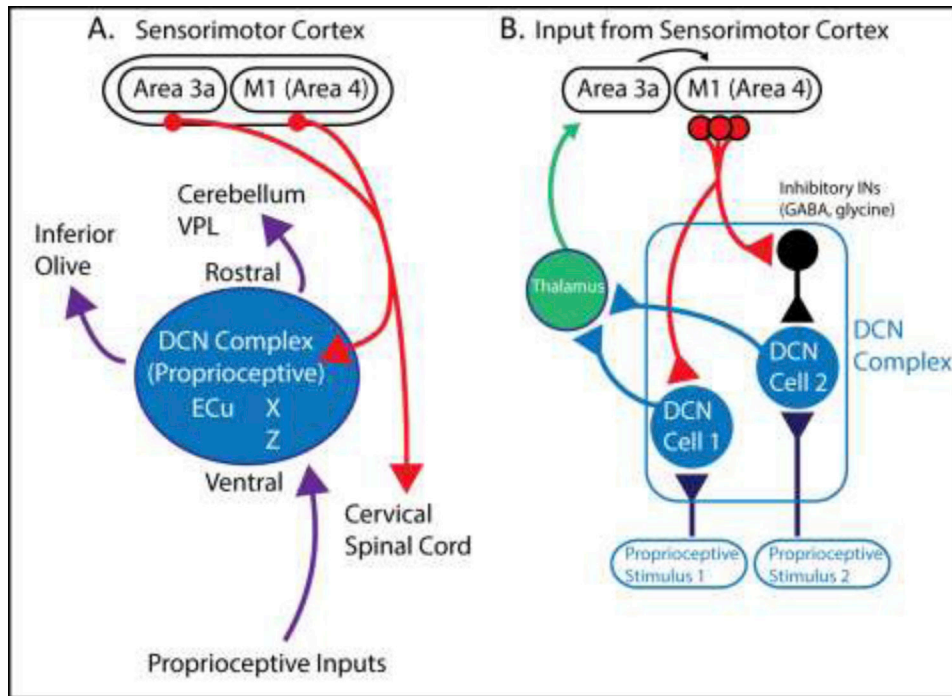 A. Sensorimotor Cortex
Area 3a
M1 (Area 4)
Cerebellum
VPL
Inferior
Olive
Rostral
DCN Complex
(Proprioceptive)
ECu X
Z
Ventral
Cervical
Spinal Cord
Proprioceptive Inputs
B. Input from Sensorimotor Cortex
Area 3a
M1 (Area 4)
Inhibitory INs
(GABA, glycine)
Thalamus
DCN
Complex
DCN
Cell 2
DCN
Cell 1
Proprioceptive
Stimulus 1
Proprioceptive
Stimulus 2